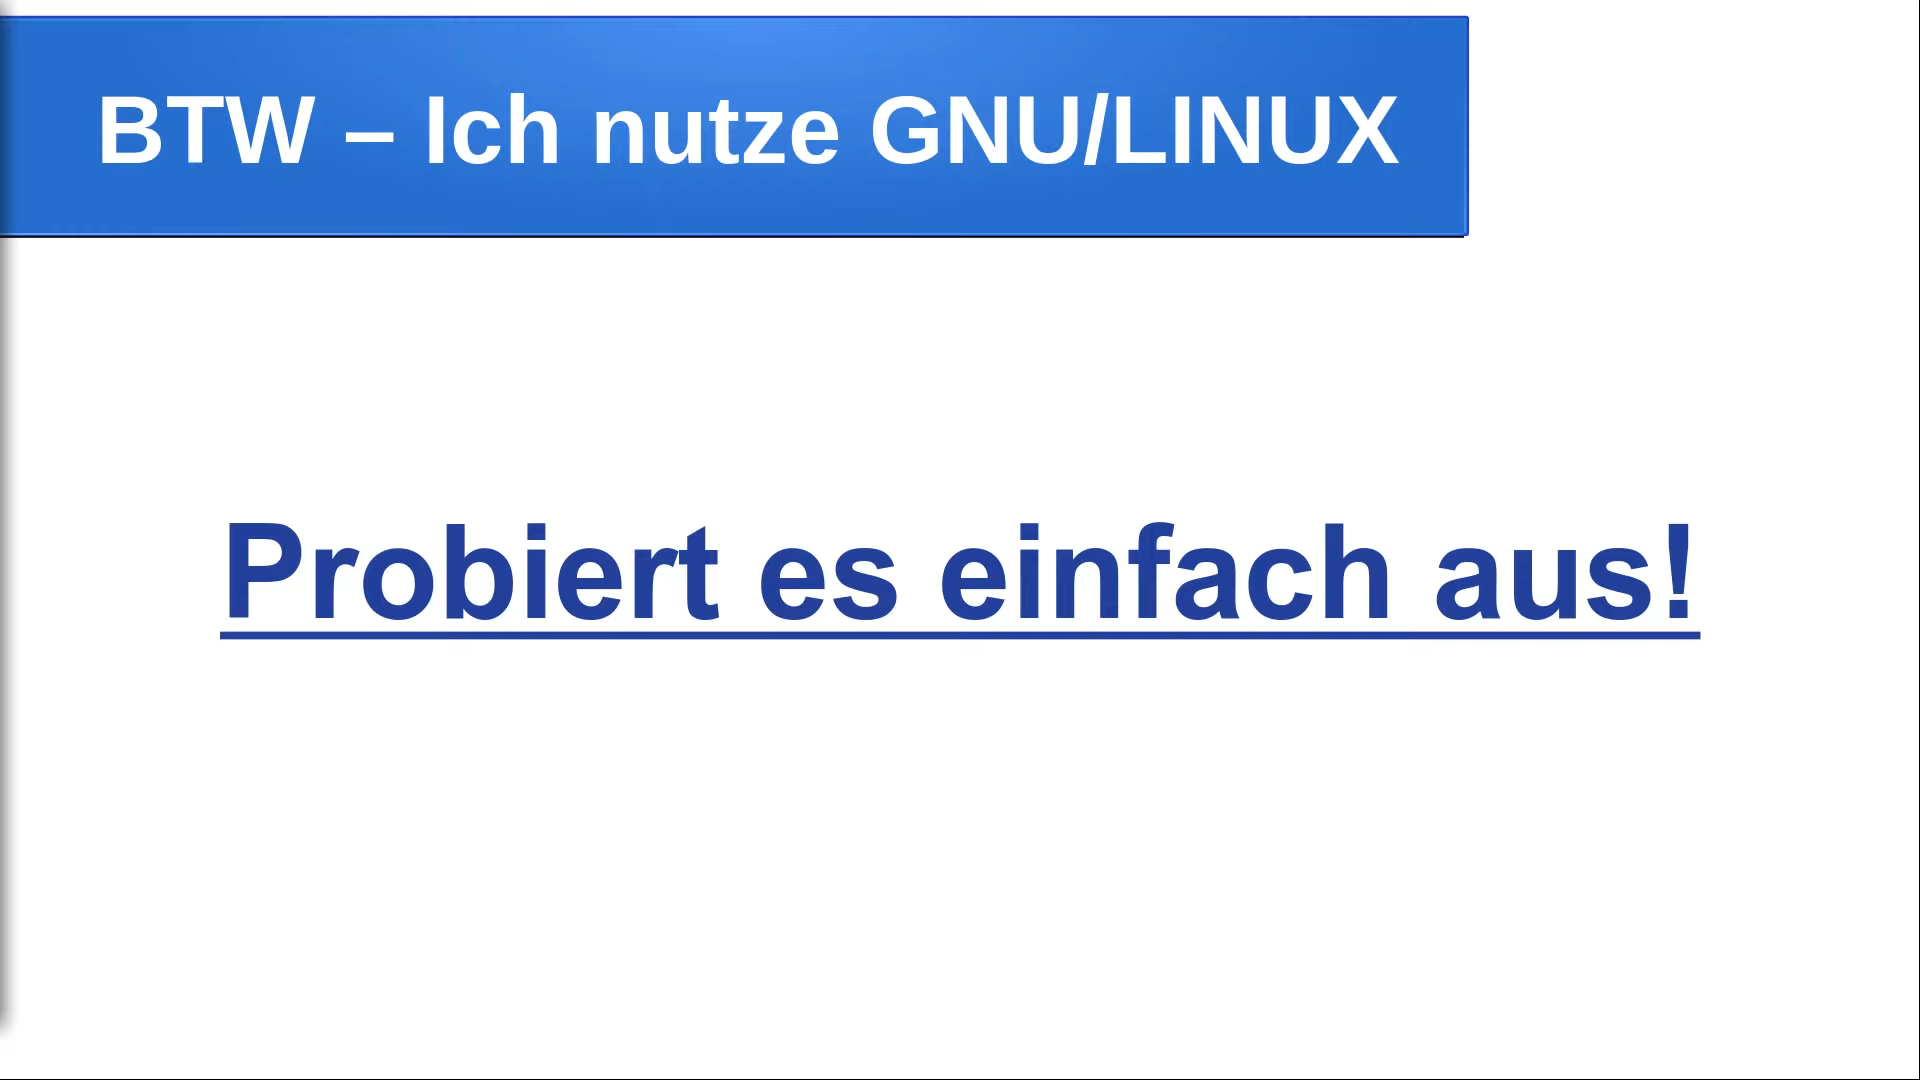 BTW – Ich nutze GNU/LINUX
Probiert es einfach aus!